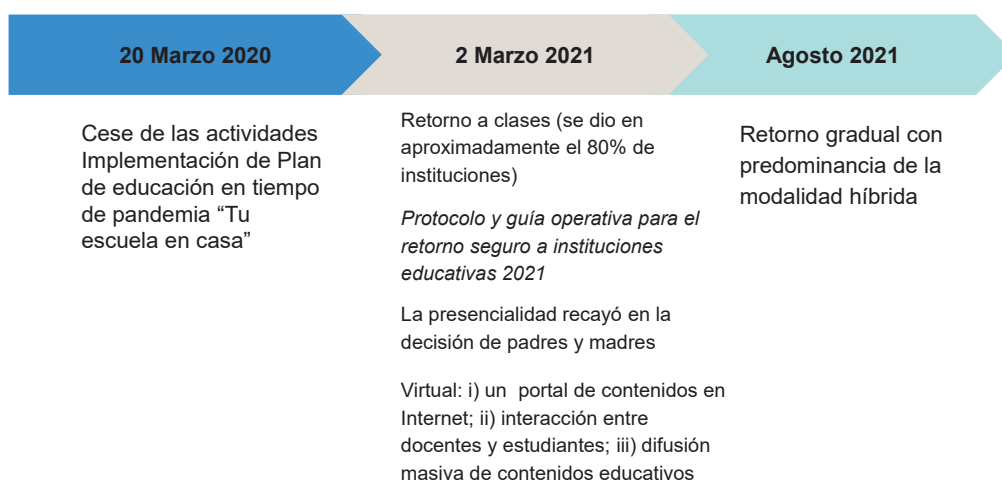 20 Marzo 2020
2 Marzo 2021
Agosto 2021
Cese de las actividades
Implementación de Plan
de educación en tiempo
de pandemia “Tu
escuela en casa”
Retorno a clases (se dio en
aproximadamente el 80% de
instituciones)
Protocolo y guía operativa para el
retorno seguro a instituciones
educativas 2021
La presencialidad recayó en la
decisión de padres y madres
Virtual: i) un portal de contenidos en
Internet; ii) interacción entre
docentes y estudiantes; iii) difusión
masiva de contenidos educativos
Retorno gradual con
predominancia de la
modalidad híbrida